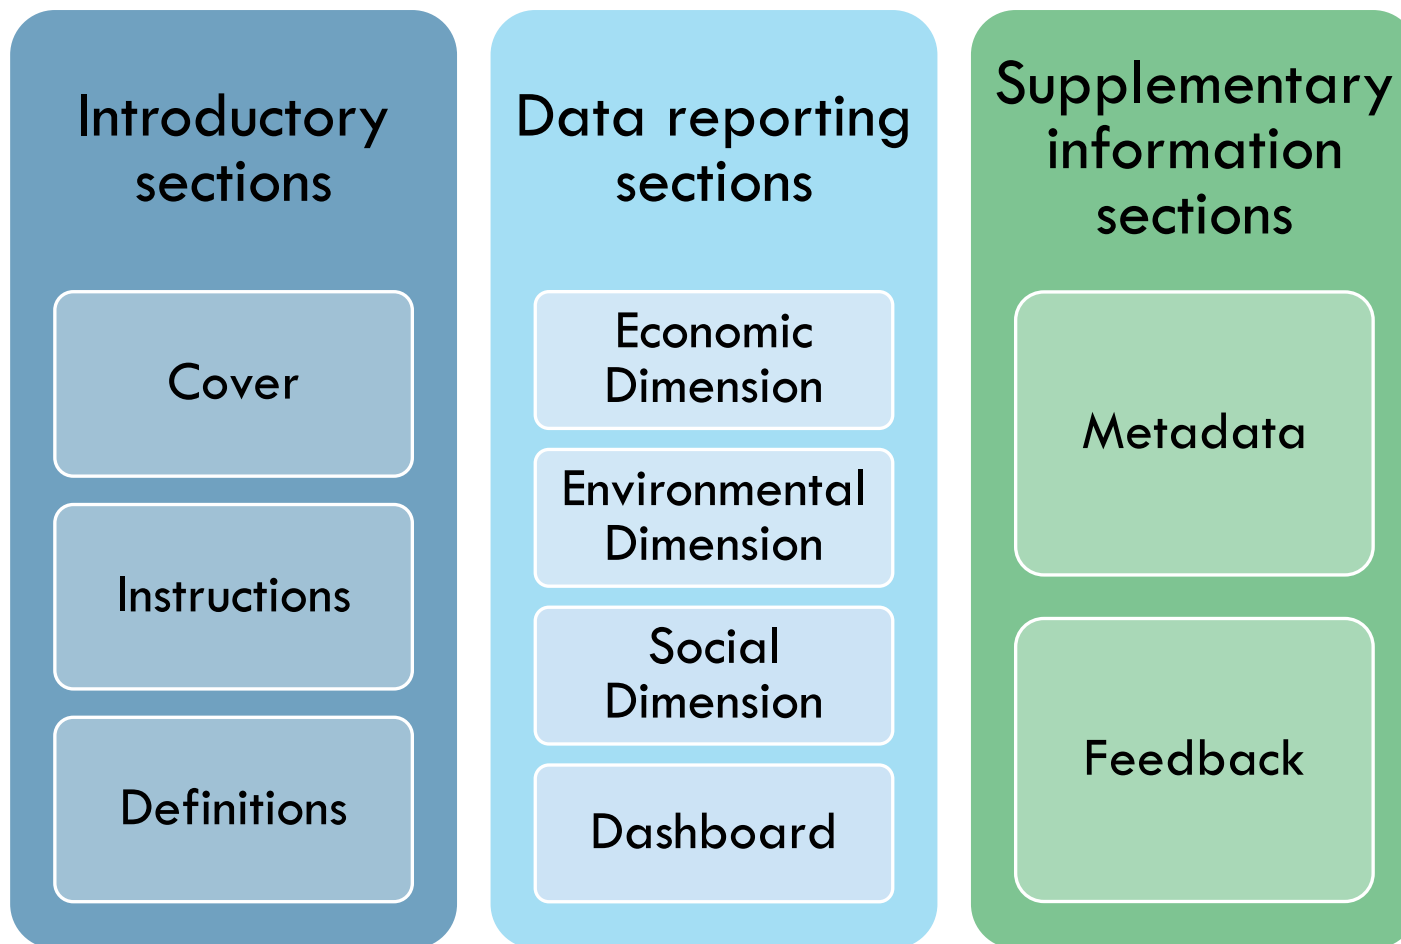 Introductory
sections
Cover
Instructions
Definitions
Data reporting
sections
Economic
Dimension
Environmental
Dimension
Social
Dimension
Dashboard
Supplementary
information
sections
Metadata
Feedback